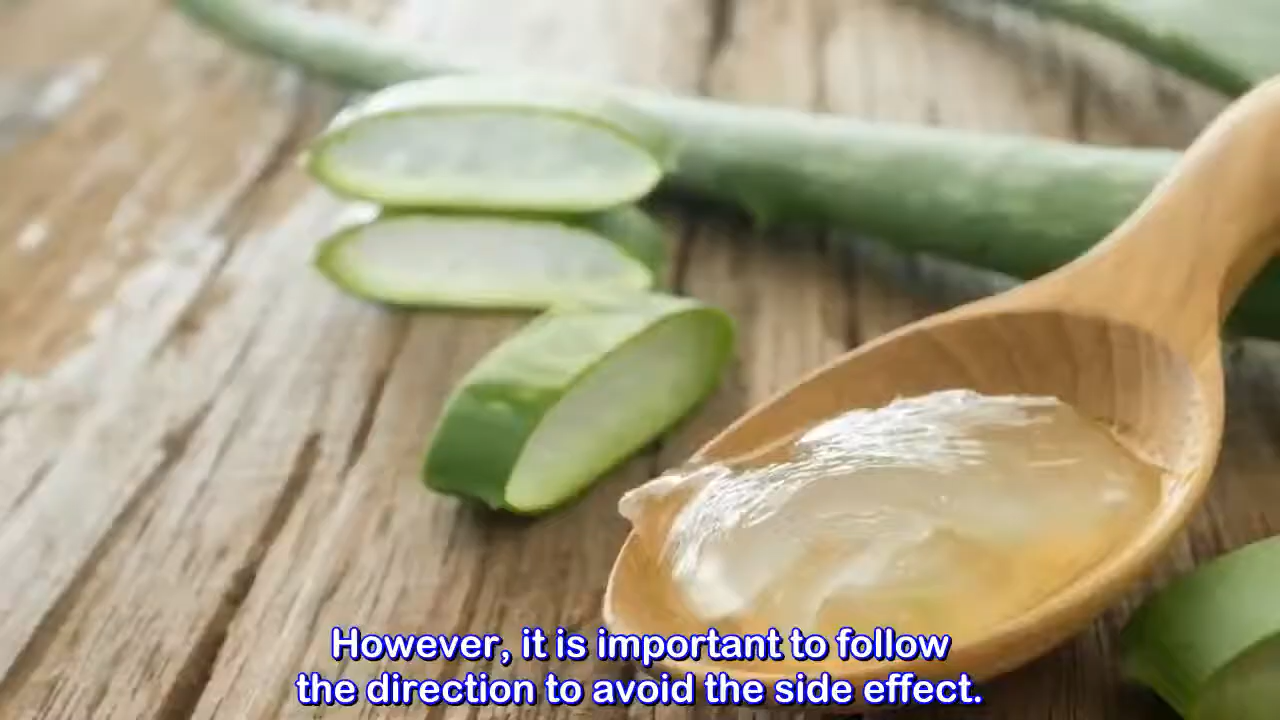 However, it is important to follow
the direction to avoid the side effect.